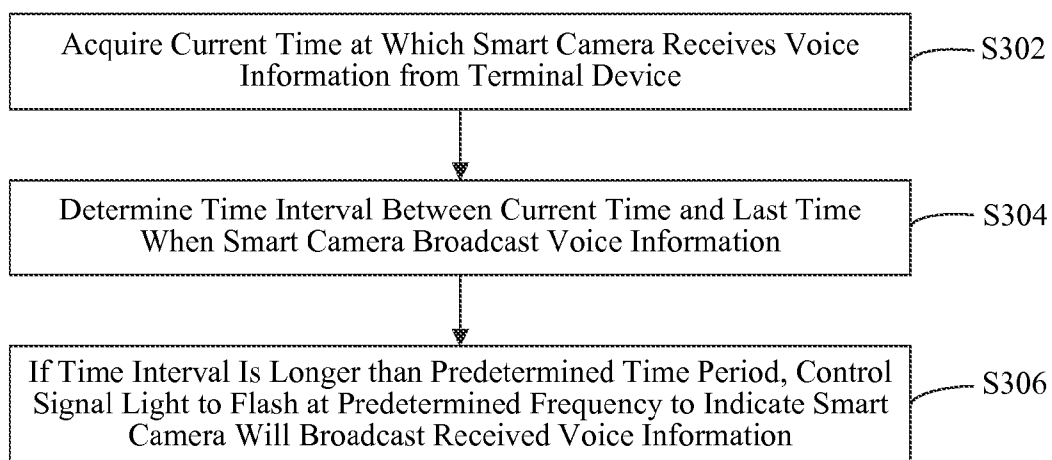 Acquire Current Time at Which Smart Camera Receives Voice
Information from Terminal Device
S302
Determine Time Interval Between Current Time and Last Time
When Smart Camera Broadcast Voice Information
S304
If Time Interval Is Longer than Predetermined Time Period, Control
Signal Light to Flash at Predetermined Frequency to Indicate Smart
Camera Will Broadcast Received Voice Information
S306